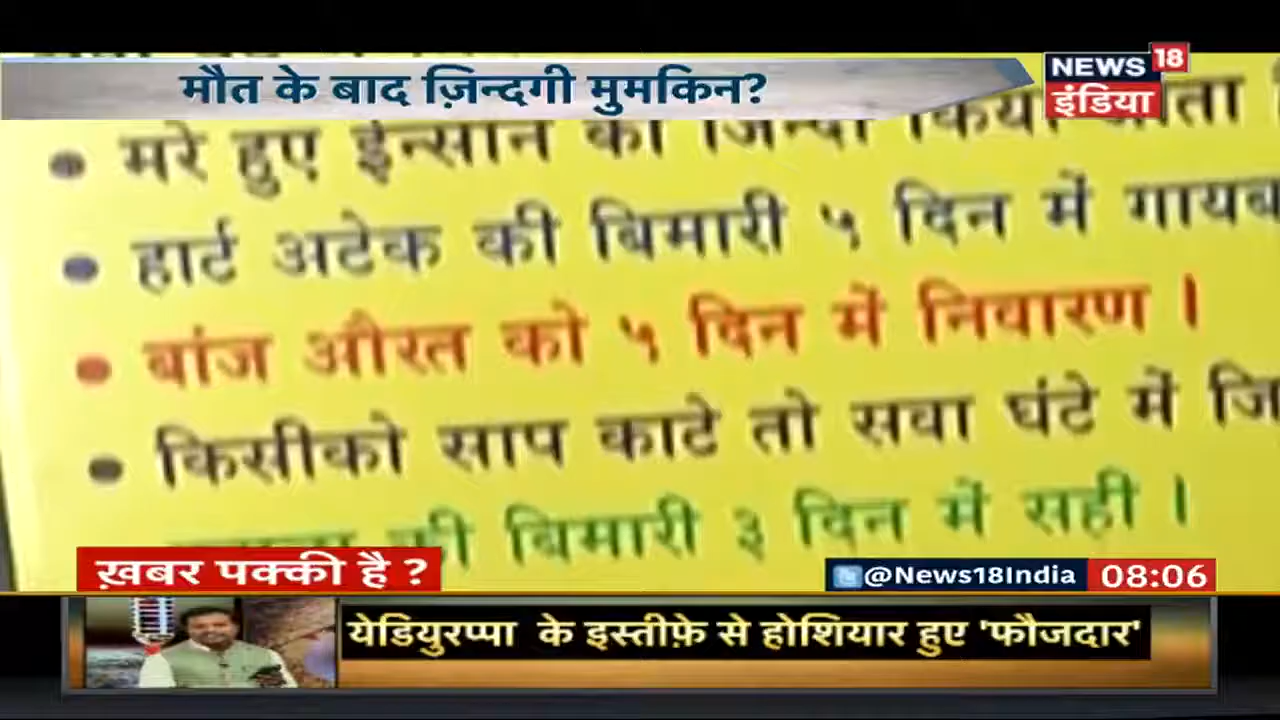 मौत के बाद ज़िन्दगी मुमकिन?
NEWS 18
इंडिया
• मरे हुए ईन्सान को जिन्दा किया जाता
• हार्ट अटेक की बिमारी ५ दिन में गायब
• बांज औरत को ५ दिन में निवारण ।
• किसीको साप काटे तो सवा घंटे में
की बिमारी ३ दिन में सही ।
ख़बर पक्की है ?
@News18India 08:06
येडियुरप्पा के इस्तीफ़े से होशियार हुए 'फौजदार'